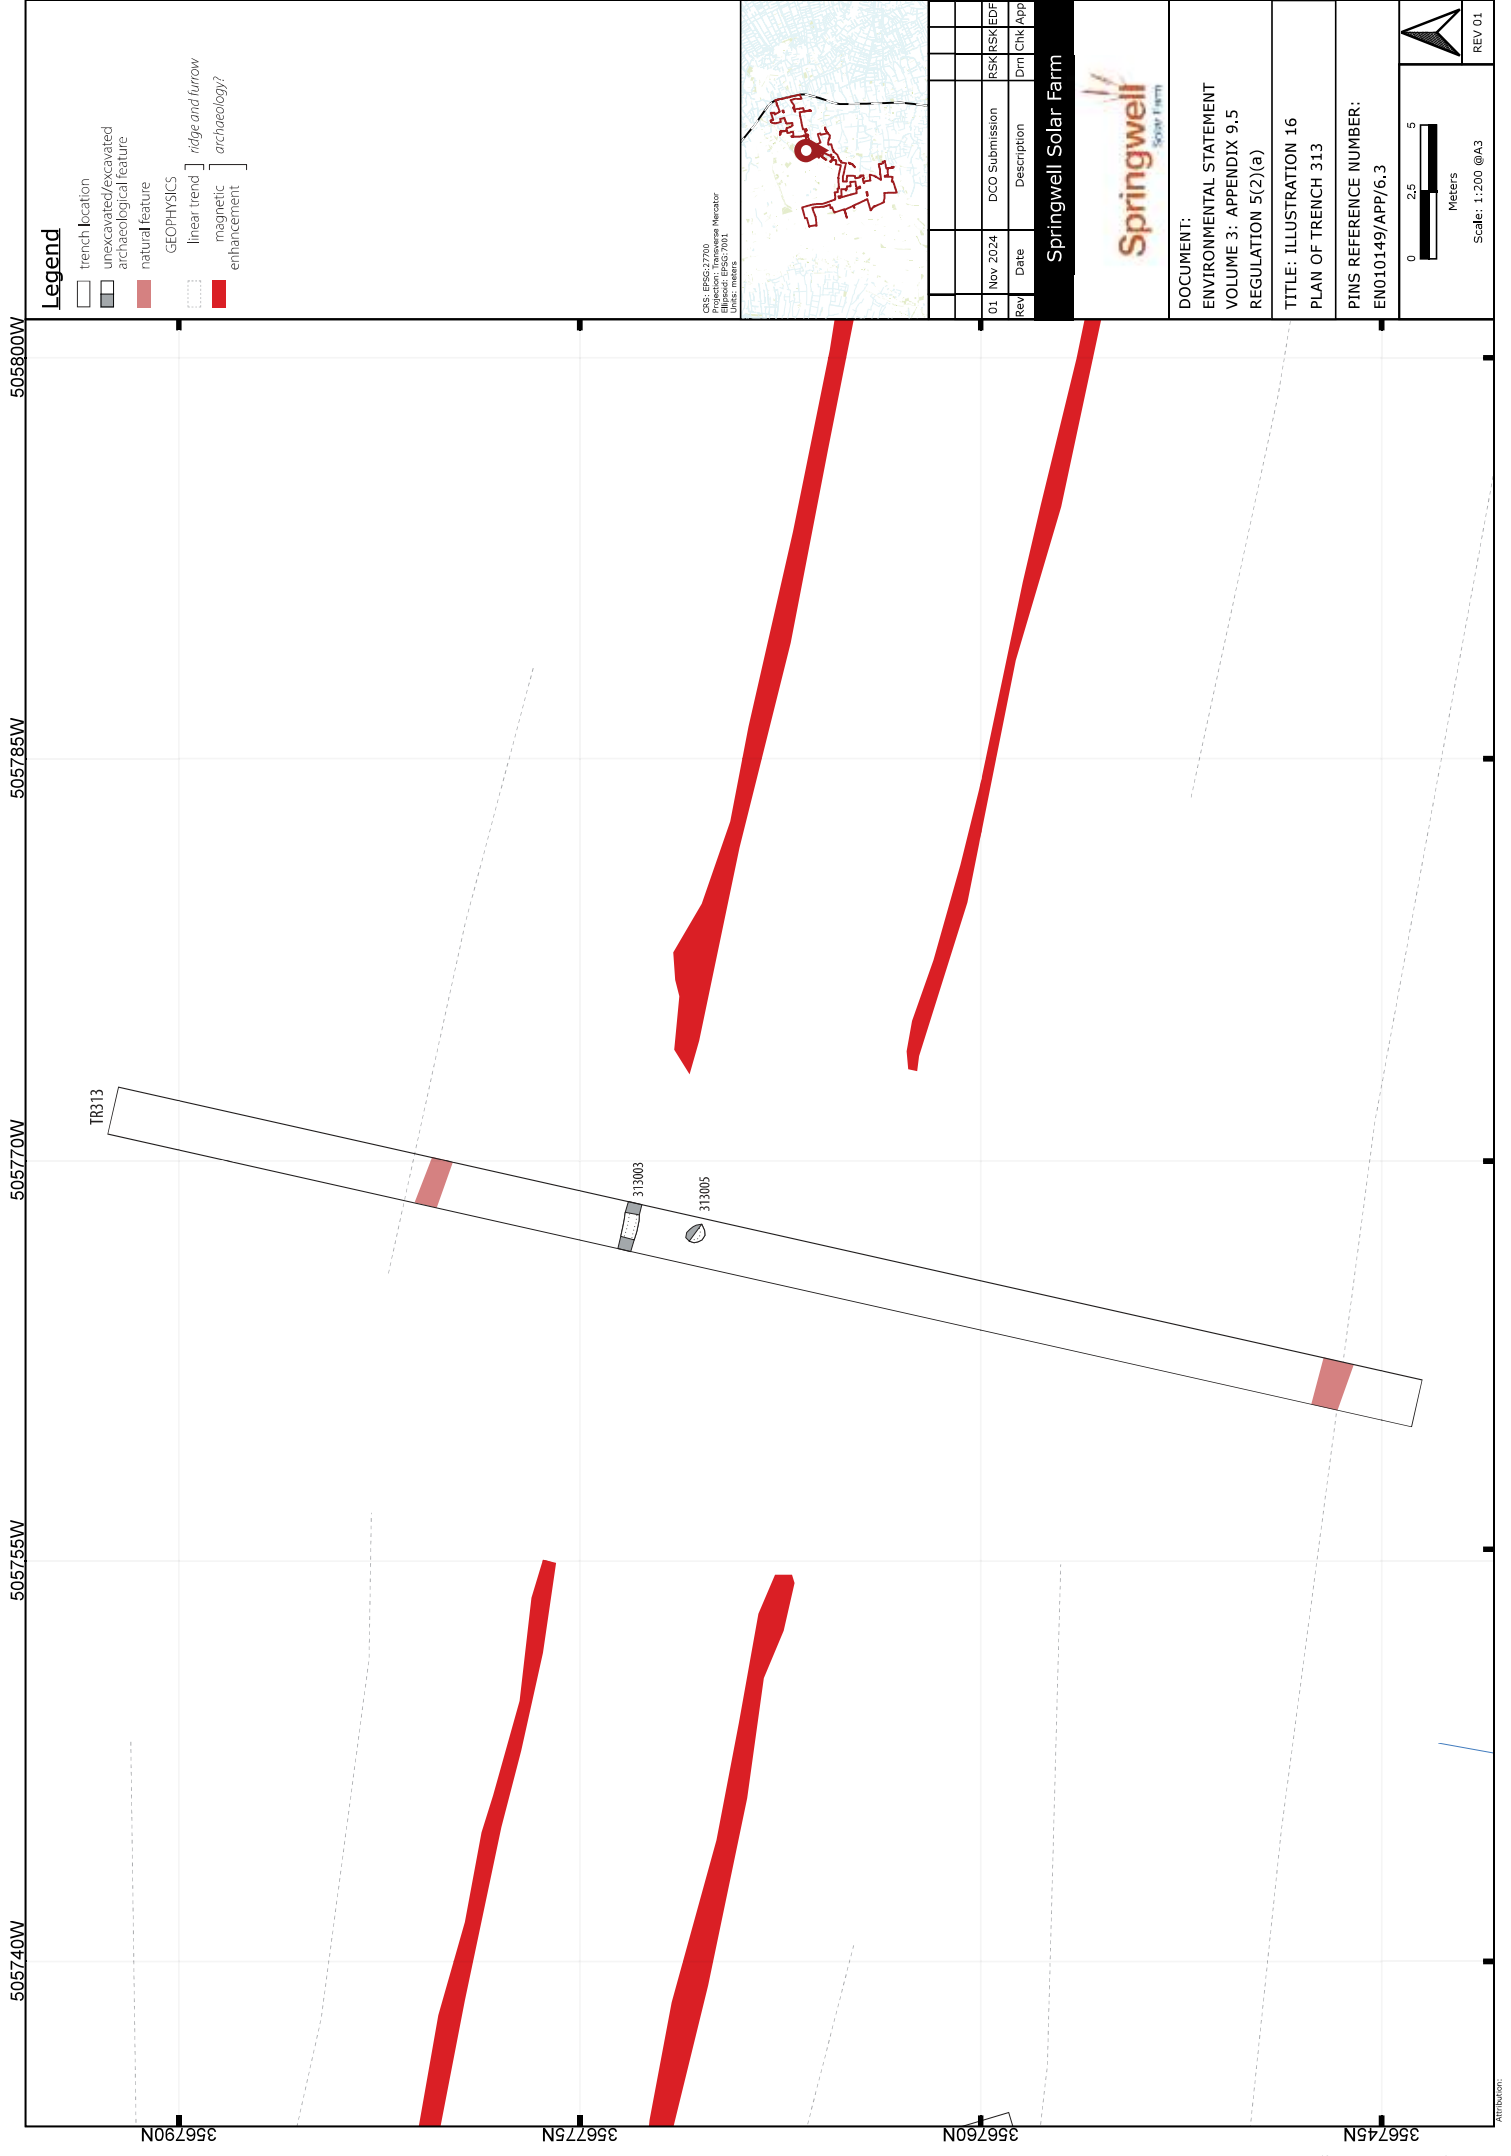 Legend
trench location
unexcavated/excavated
archaeological feature
natural feature
GEOPHYSICS
linear trend
ridge and furrow
magnetic
enhancement
archaeology?
CRS: EPSG:27700
Projection: Transverse Mercator
Ellipsoid: EPSG:7001
Units: meters
01 Nov 2024 DCO Submission RSK RSK EDF
Rev Date Description Drn Chk App
Springwell Solar Farm
Springwell
Solar Farm
DOCUMENT:
ENVIRONMENTAL STATEMENT
VOLUME 3: APPENDIX 9.5
REGULATION 5(2)(a)
TITLE: ILLUSTRATION 16
PLAN OF TRENCH 313
PINS REFERENCE NUMBER:
EN010149/APP/6.3
0 2.5 5
Meters
Scale: 1:200 @A3
REV 01
505740W
505755W
505770W
505785W
505800W
356790N
356775N
356760N
356745N
TR313
313003
313005
Attribution: